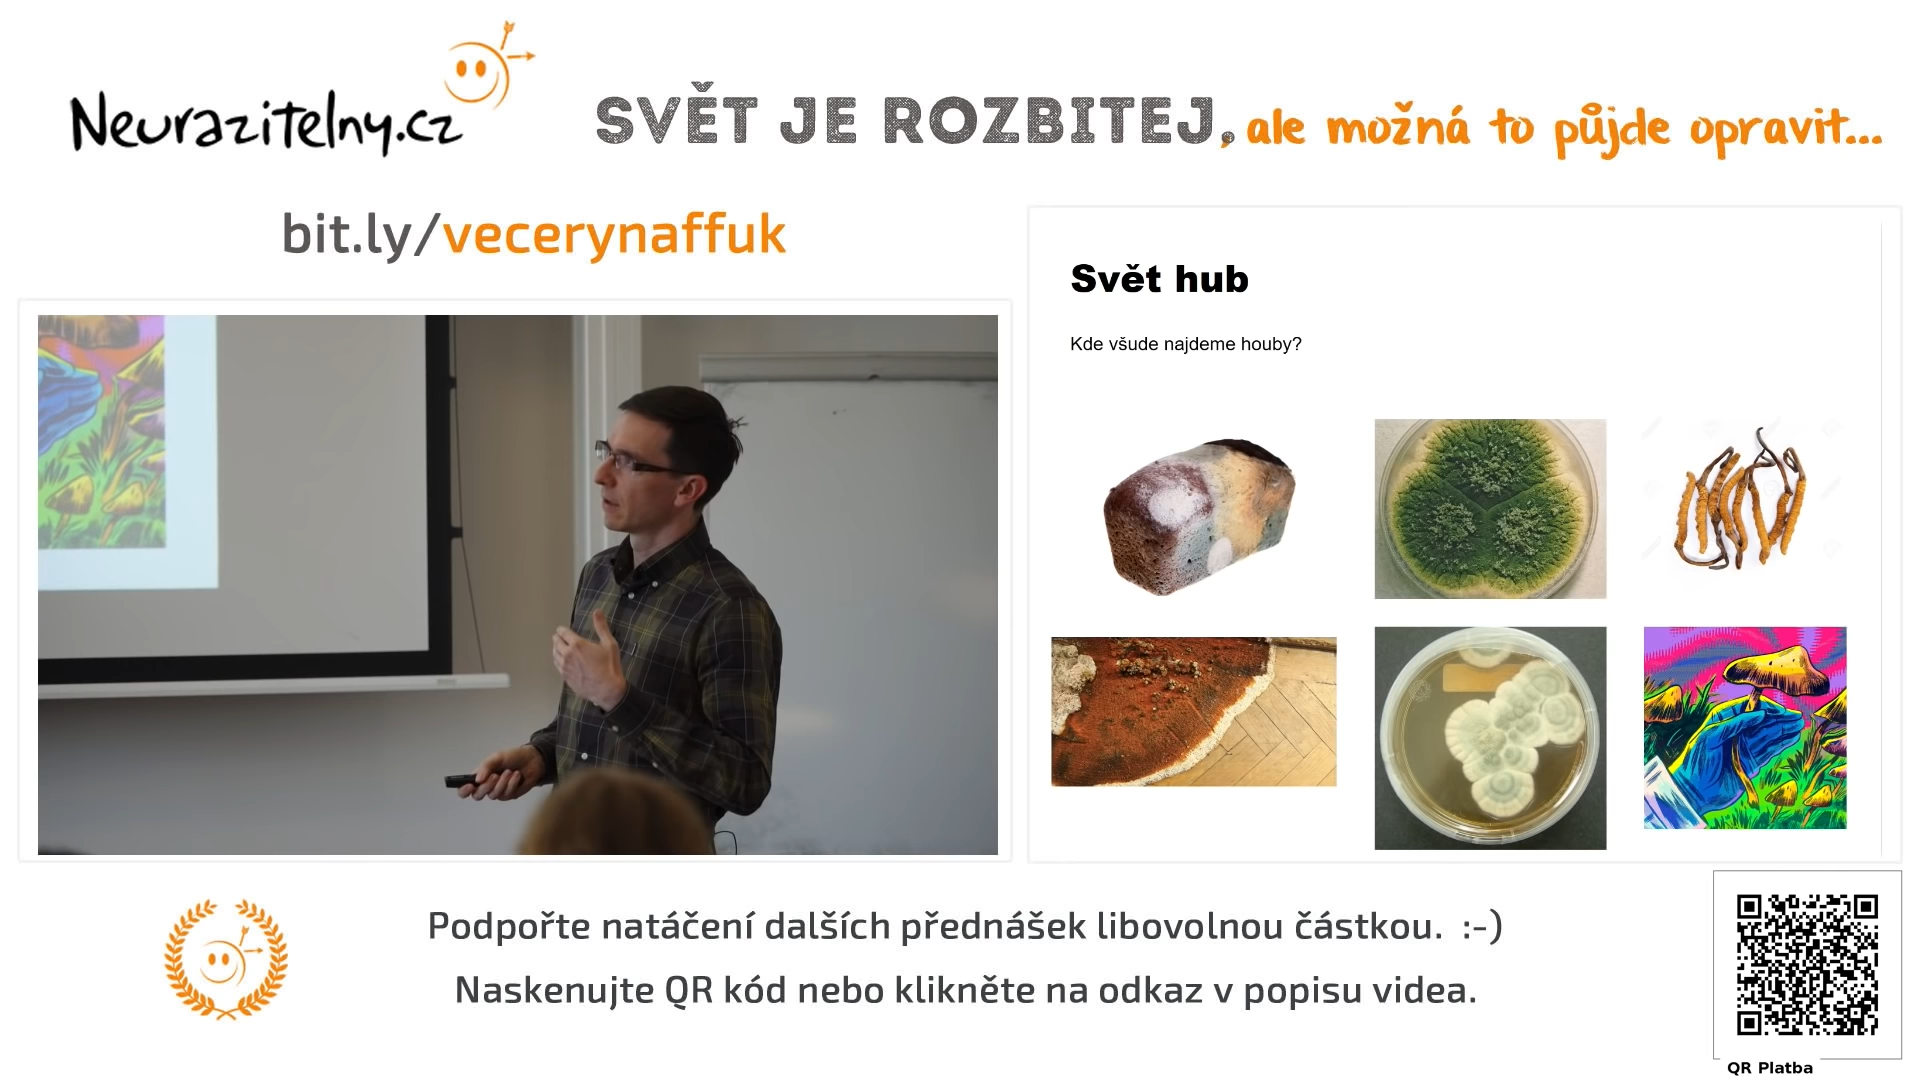 Neurazitelny.cz
SVĚT JE ROZBITEJ, ale možná to půjde opravit...
bit.ly/vecerynaffuk
Svět hub
Kde všude najdeme houby?
Podpořte natáčení dalších přednášek libovolnou částkou. :-)
Naskenujte QR kód nebo klikněte na odkaz v popisu videa.
QR Platba